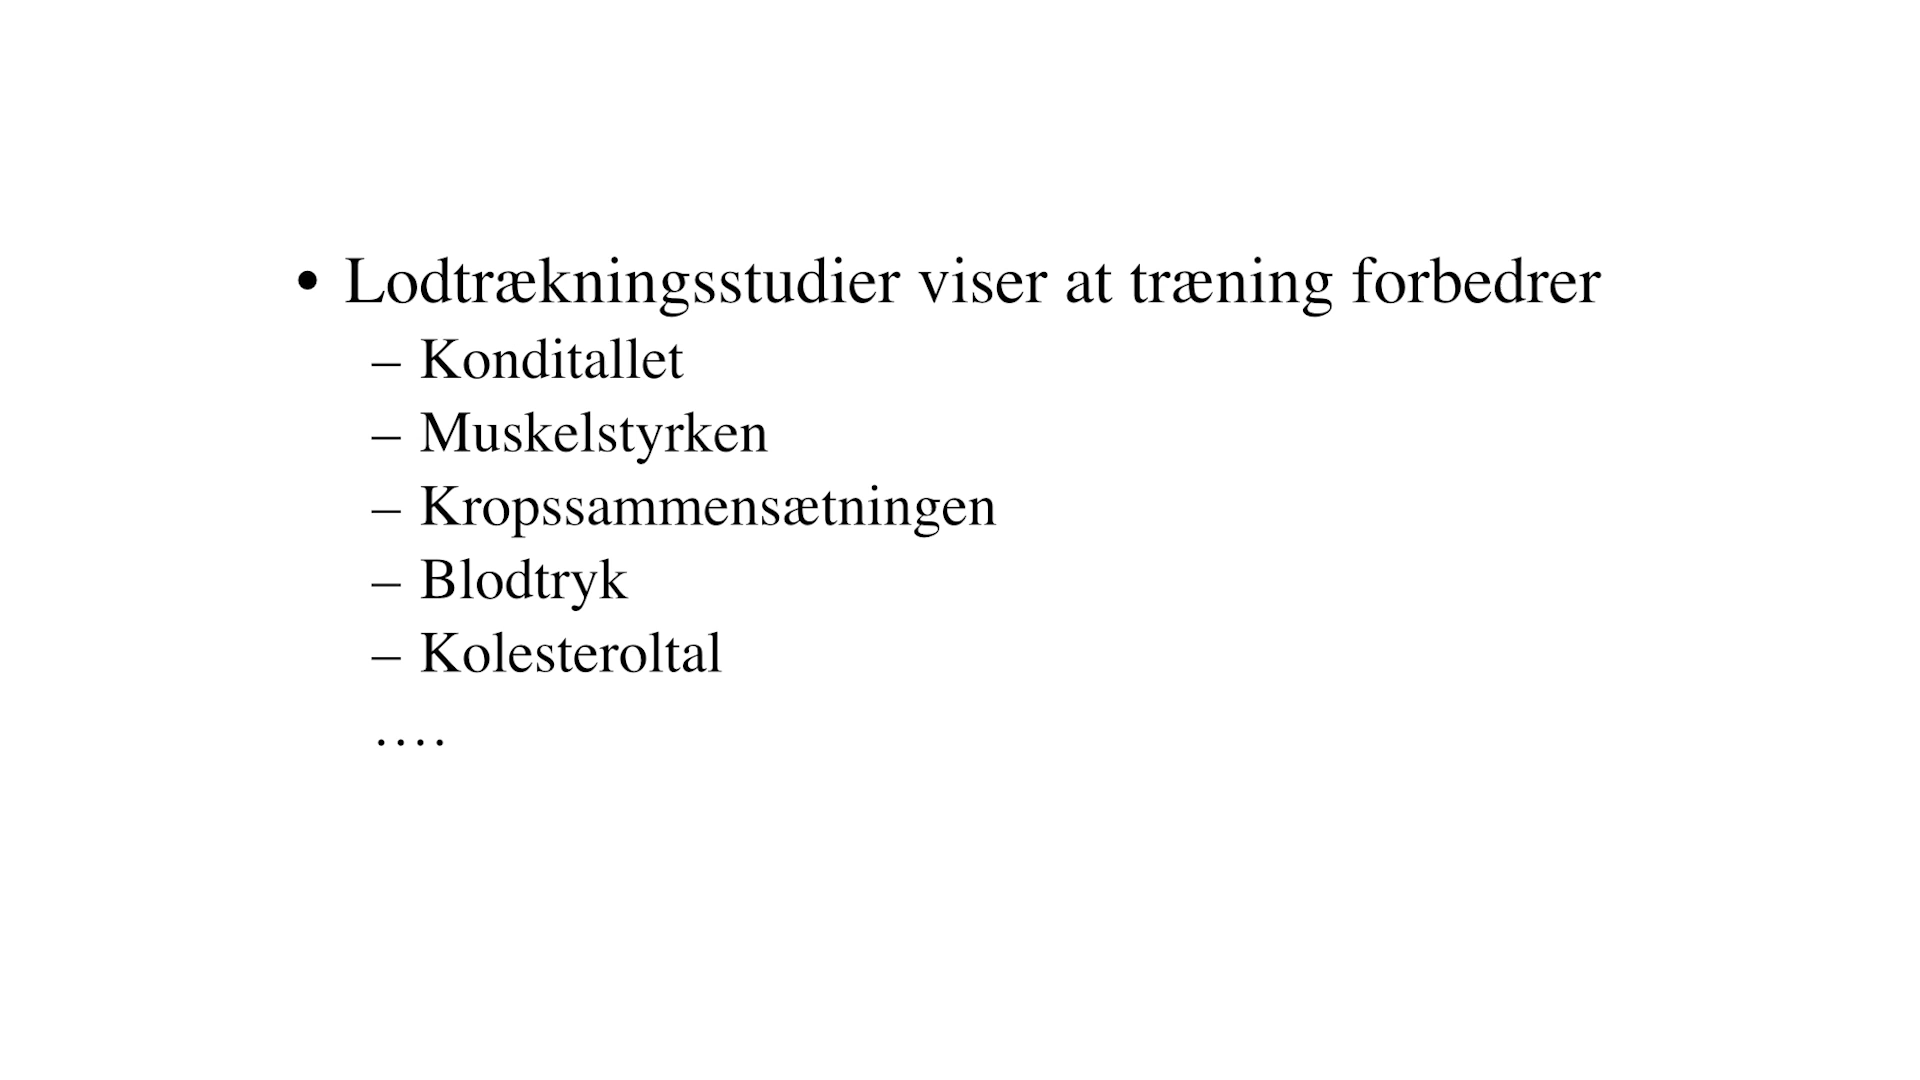 • Lodtrækningsstudier viser at træning forbedrer
– Konditallet
– Muskelstyrken
– Kropssammensætningen
– Blodtryk
– Kolesteroltal
….